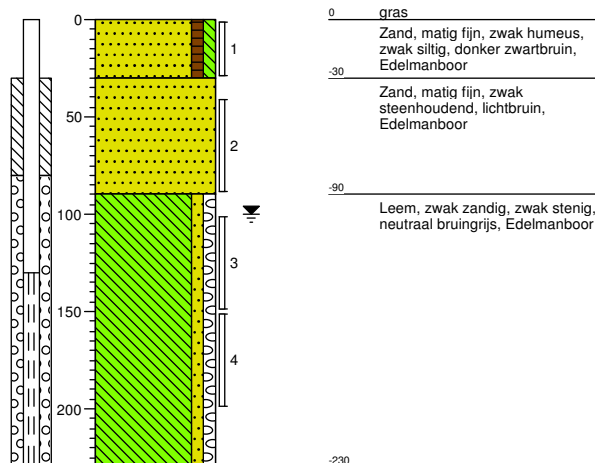 0
50
100
150
200
1
2
3
4
0
gras
Zand, matig fijn, zwak humeus,
zwak siltig, donker zwartbruin,
Edelmanboor
-30
Zand, matig fijn, zwak
steenhoudend, lichtbruin,
Edelmanboor
-90
Leem, zwak zandig, zwak stenig,
neutraal bruingrijs, Edelmanboor
-230